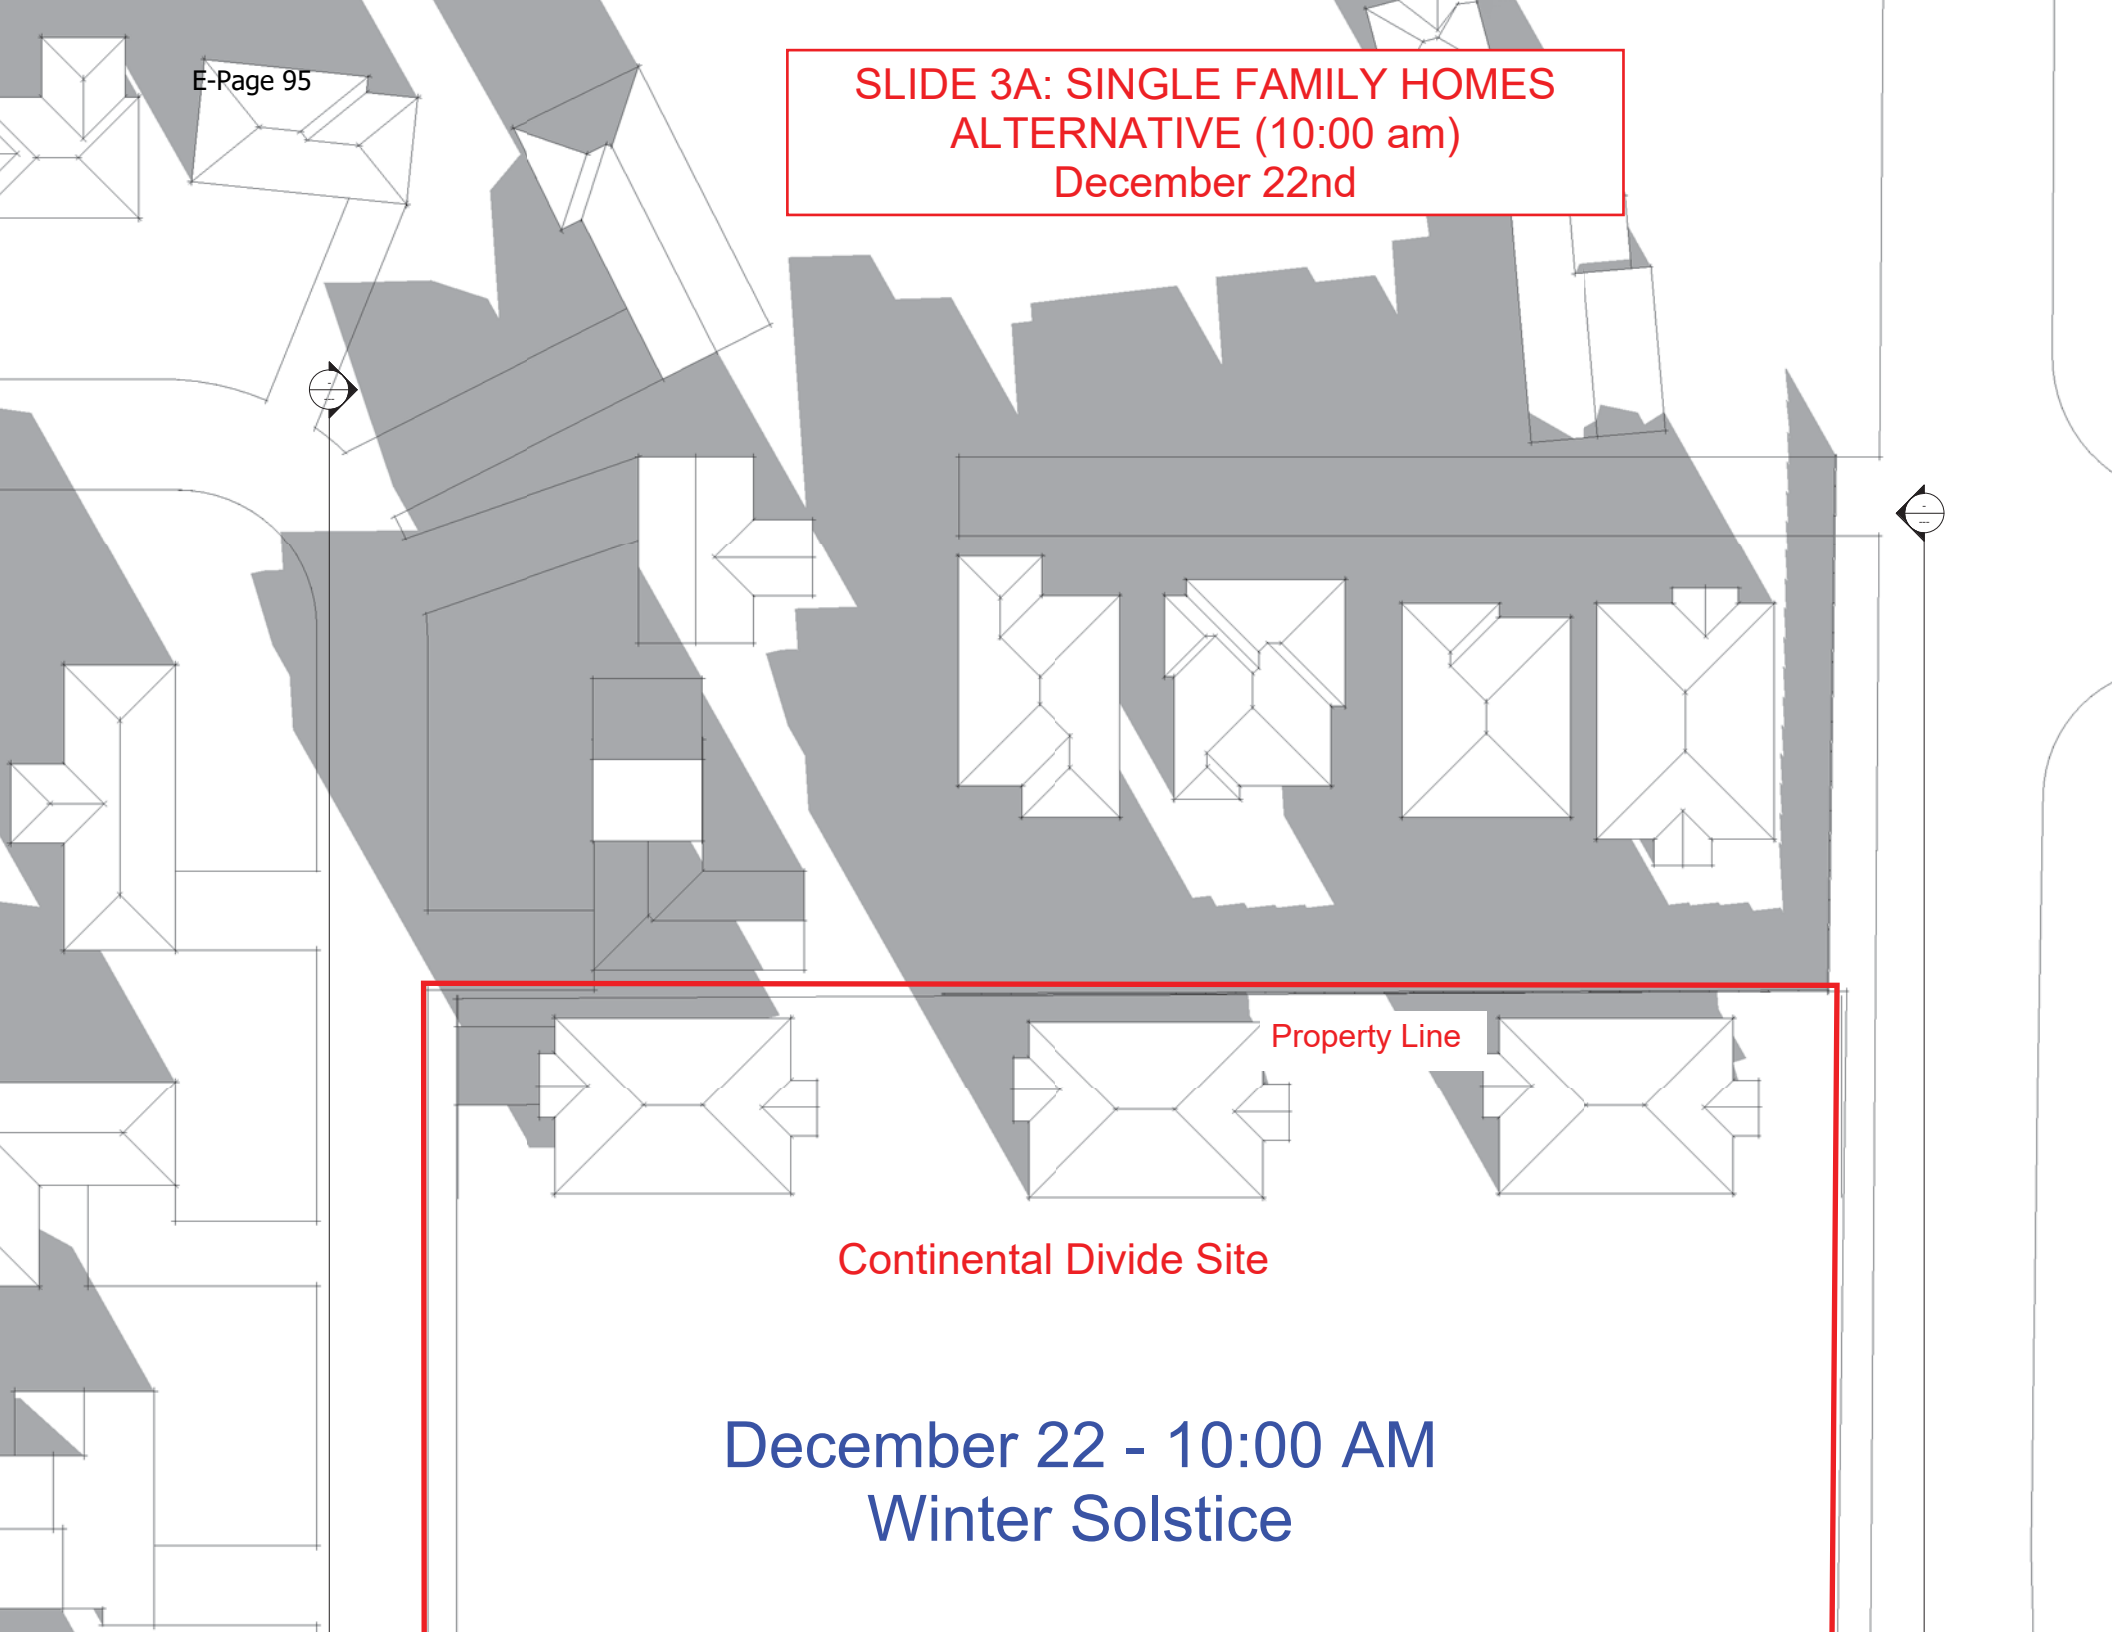 E-Page 95
SLIDE 3A: SINGLE FAMILY HOMES
ALTERNATIVE (10:00 am)
December 22nd
-
---
-
---
Property Line
Continental Divide Site
December 22 - 10:00 AM
Winter Solstice